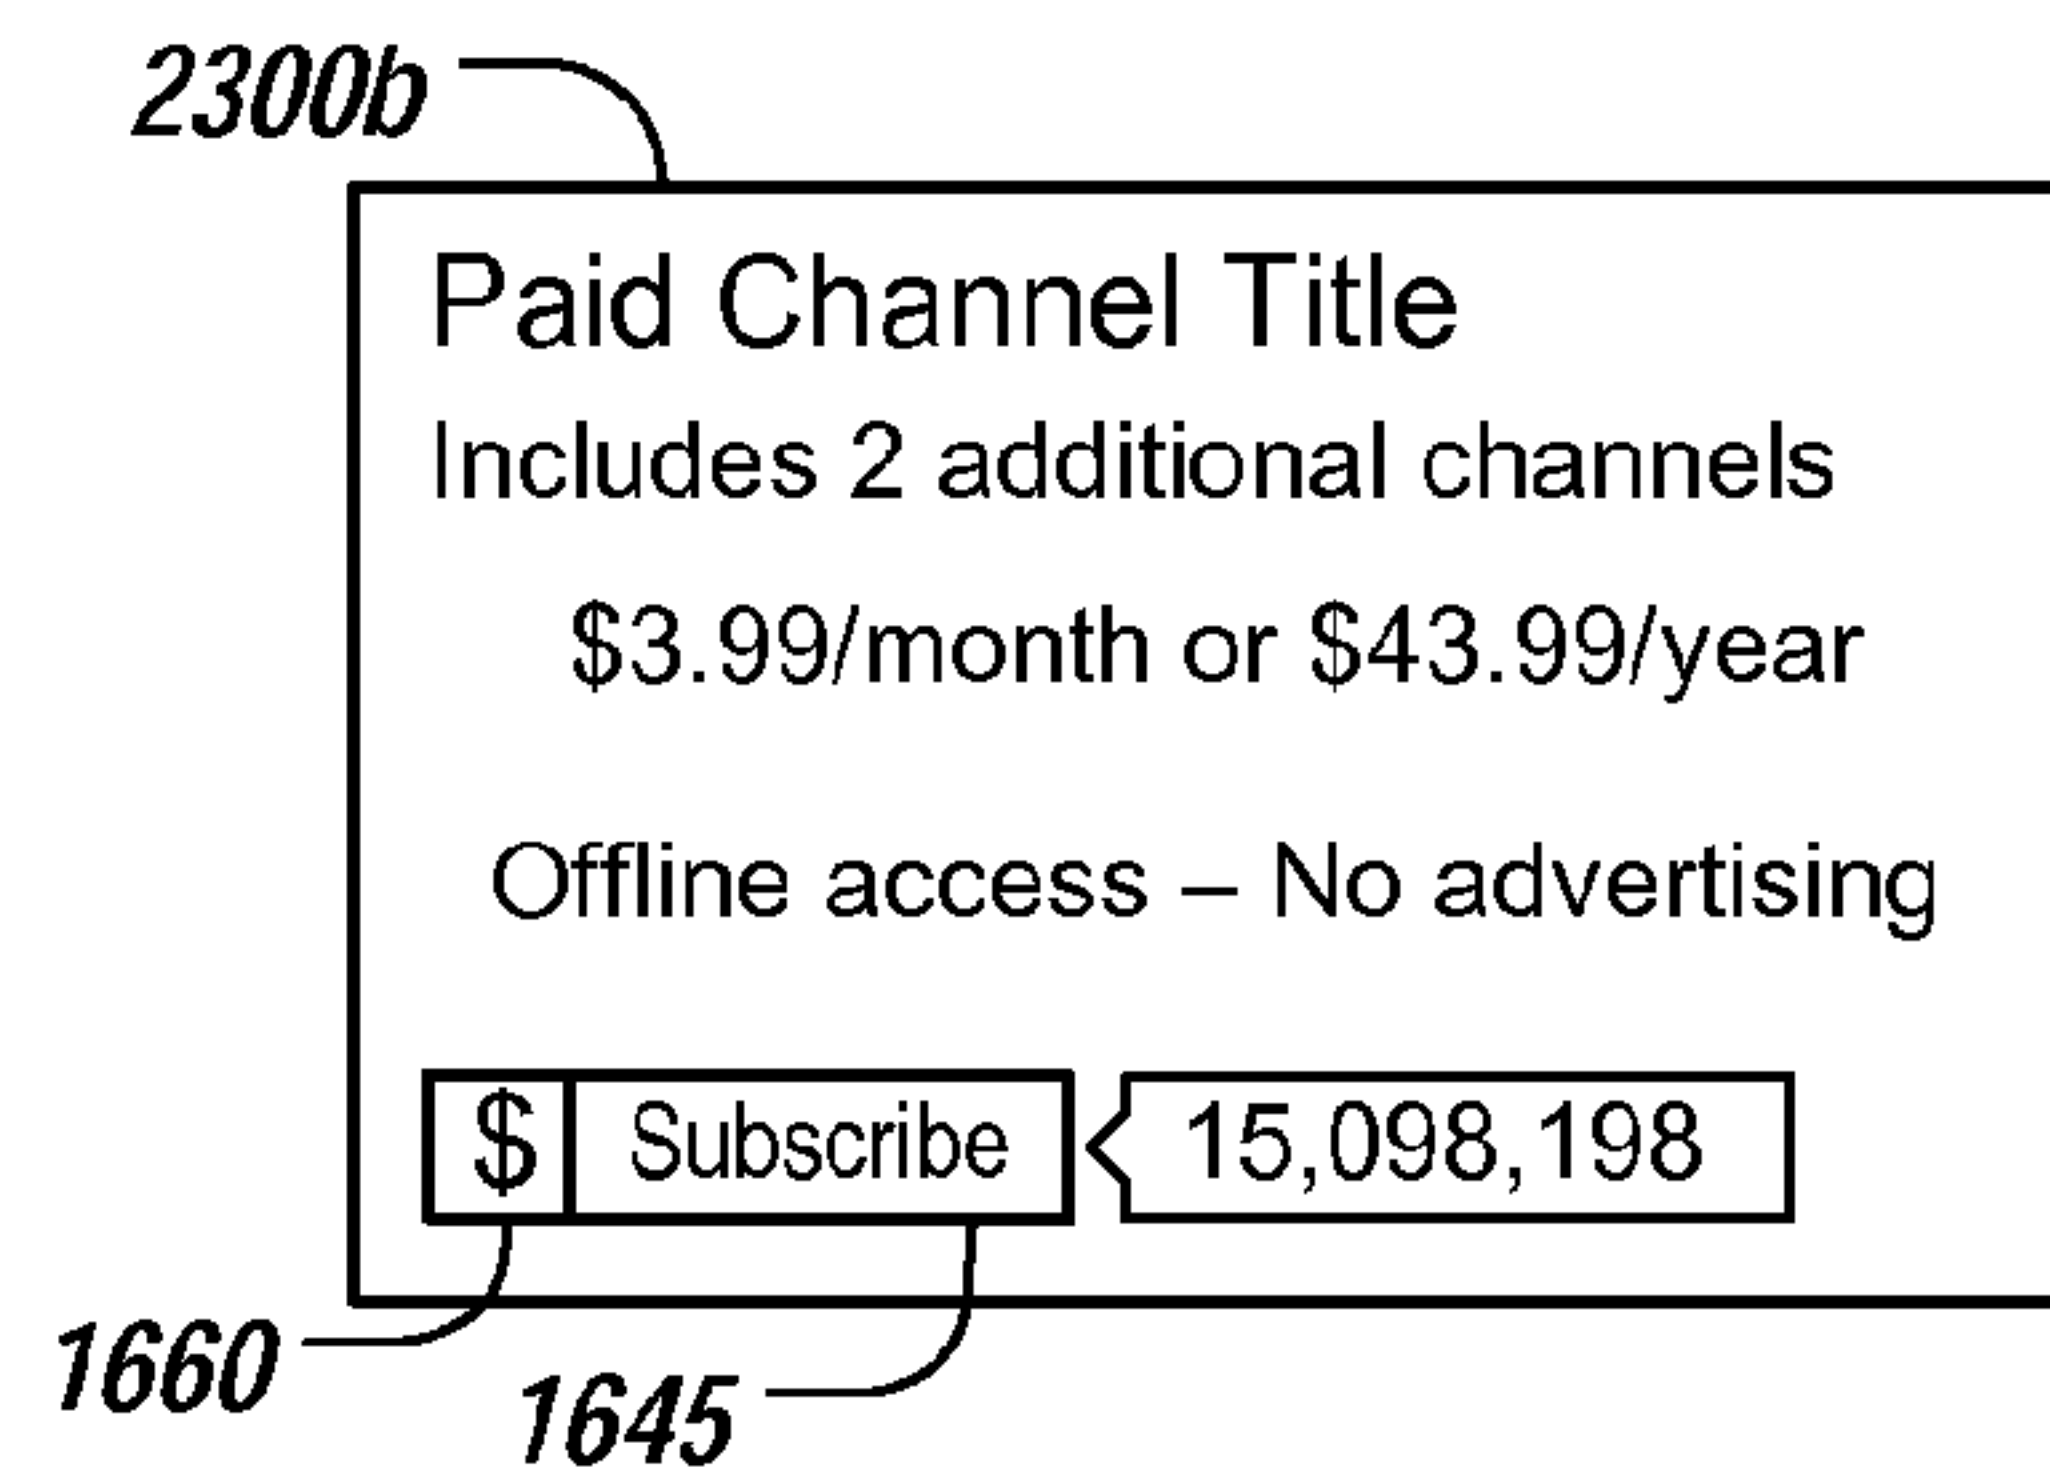 2300b
Paid Channel Title
Includes 2 additional channels
$3.99/month or $43.99/year
Offline access – No advertising
$ Subscribe 15,098,198
1660
1645